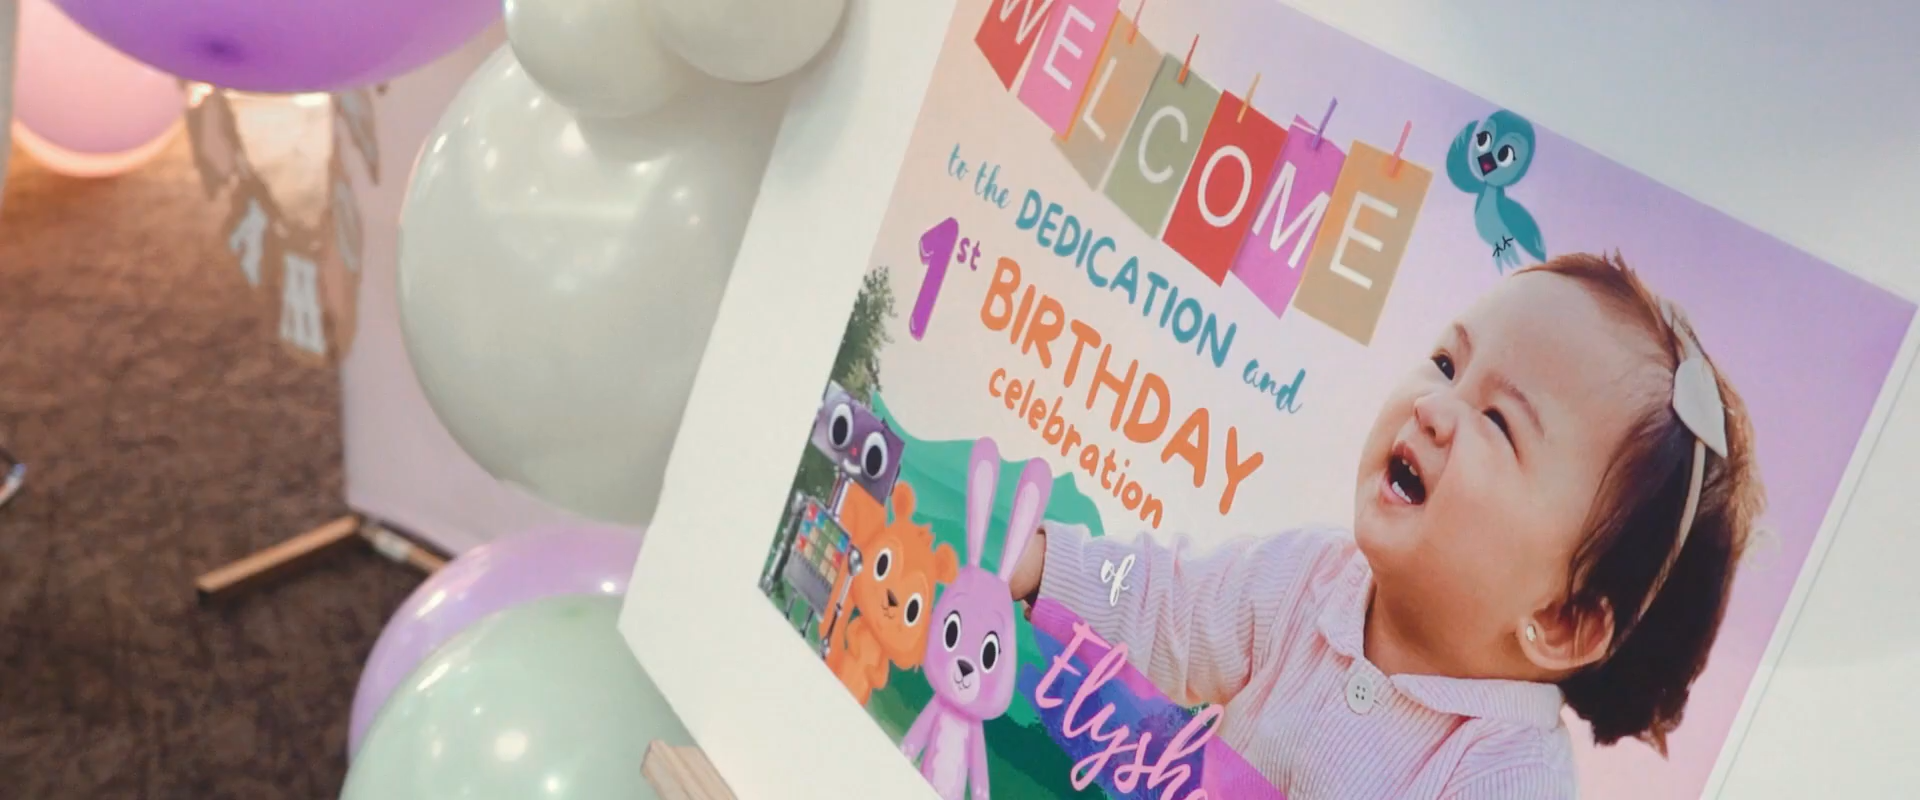 WELCOME
to the DEDICATION and
1st BIRTHDAY
celebration
of